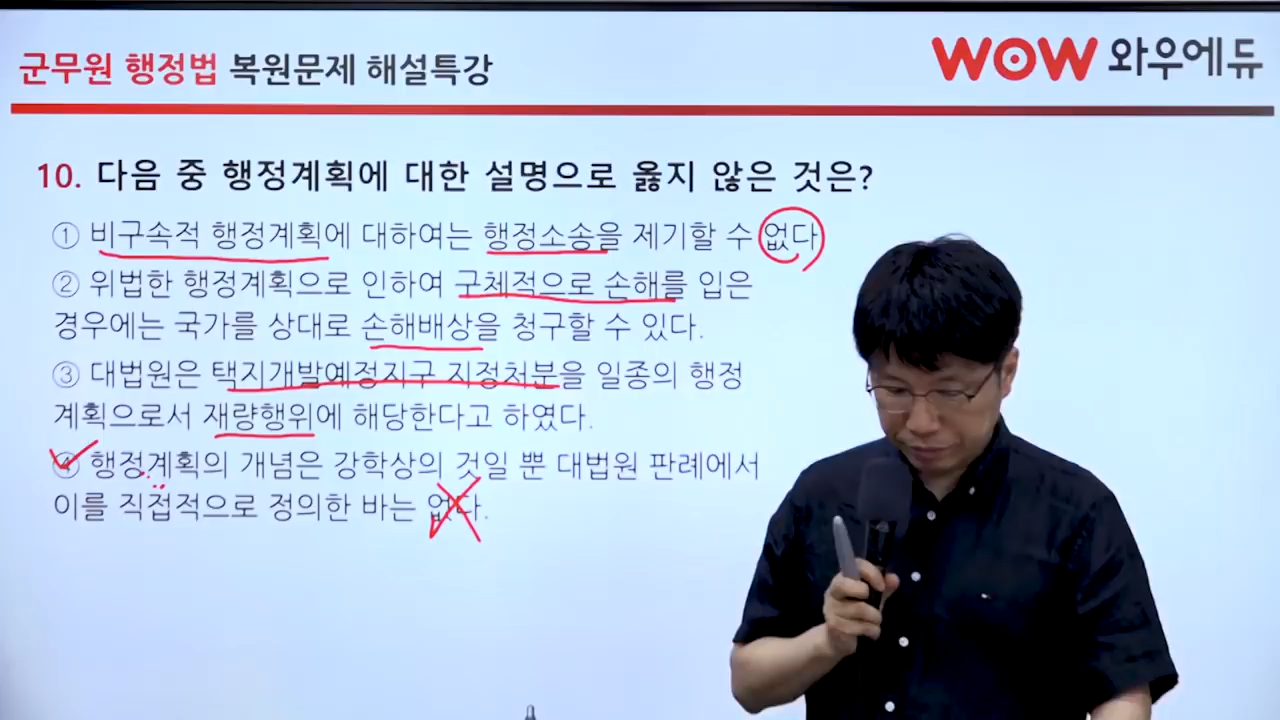 군무원 행정법 복원문제 해설특강
WOW 와우에듀
10. 다음 중 행정계획에 대한 설명으로 옳지 않은 것은?
① 비구속적 행정계획에 대하여는 행정소송을 제기할 수 없다
② 위법한 행정계획으로 인하여 구체적으로 손해를 입은
경우에는 국가를 상대로 손해배상을 청구할 수 있다.
③ 대법원은 택지개발예정지구 지정처분을 일종의 행정
계획으로서 재량행위에 해당한다고 하였다.
④ 행정계획의 개념은 강학상의 것일 뿐 대법원 판례에서
이를 직접적으로 정의한 바는 없다.